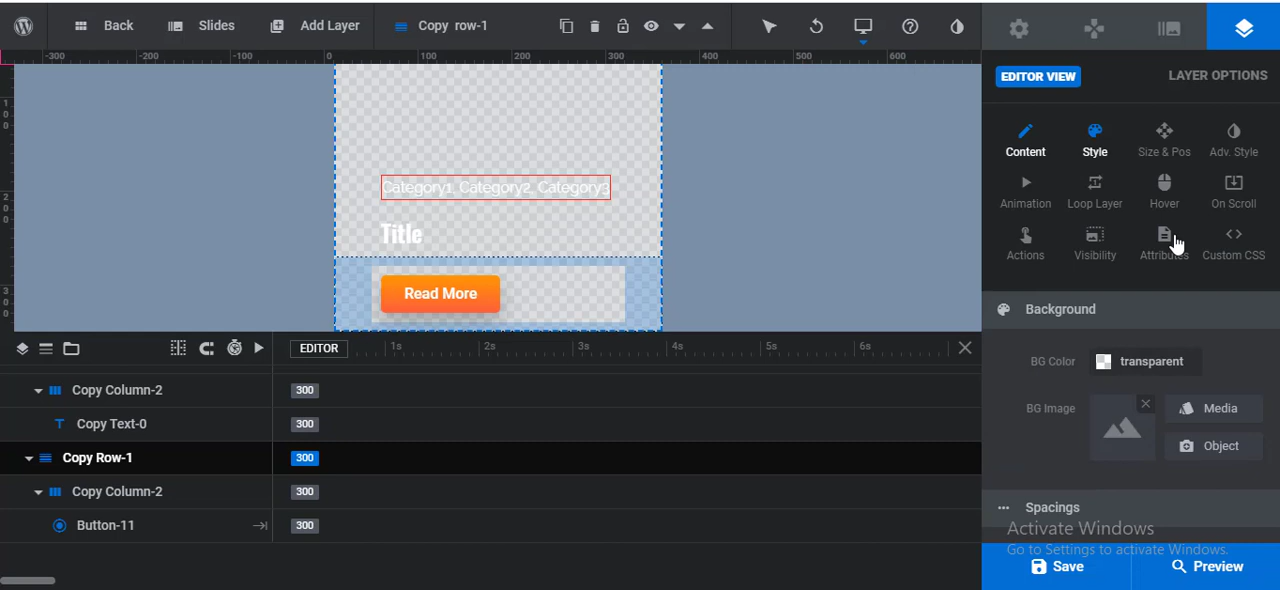 Back Slides Add Layer Copy row-1
-300 -200 -100 0 100 200 300 400 500 600
EDITOR VIEW LAYER OPTIONS
Content Style Size & Pos Adv. Style
Animation Loop Layer Hover On Scroll
Actions Visibility Attributes Custom CSS
100
200
300
Category1, Category2, Category3
Title
Read More
Background
BG Color transparent
BG Image Media
Object
Spacings
EDITOR 1s 2s 3s 4s 5s 6s
Copy Column-2 300
Copy Text-0 300
Copy Row-1 300
Copy Column-2 300
Button-11 300
Activate Windows
Go to Settings to activate Windows.
Save Preview